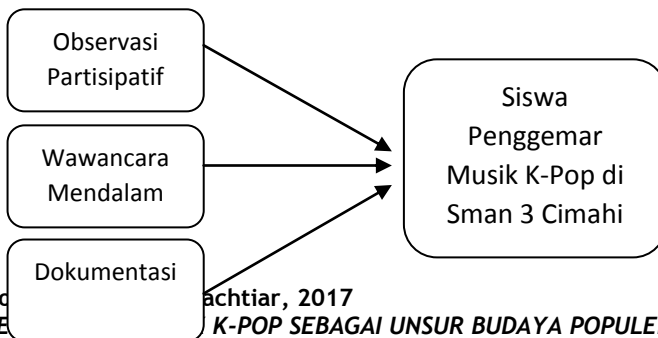 Observasi
Partisipatif
Wawancara
Mendalam
Dokumentasi
Siswa
Penggemar
Musik K-Pop di
Sman 3 Cimahi
achtiar, 2017
K-POP SEBAGAI UNSUR BUDAYA